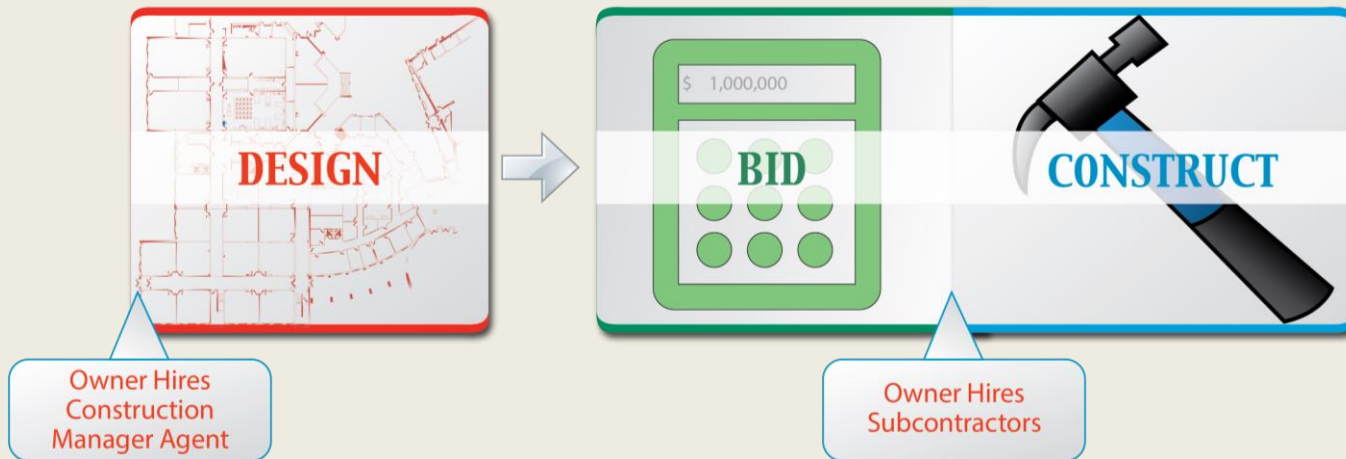 $ 1,000,000
DESIGN
BID
CONSTRUCT
Owner Hires
Construction
Manager Agent
Owner Hires
Subcontractors